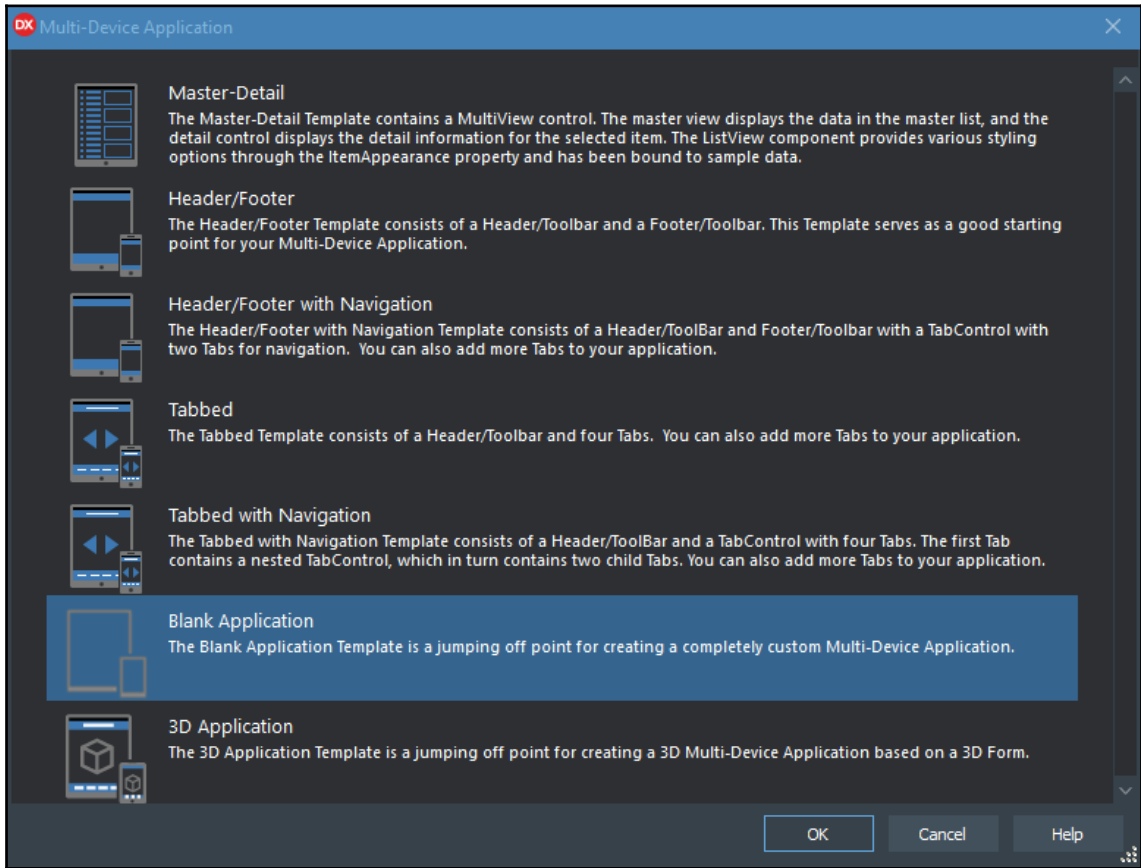 DX Multi-Device Application
Master-Detail
The Master-Detail Template contains a MultiView control. The master view displays the data in the master list, and the
detail control displays the detail information for the selected item. The ListView component provides various styling
options through the ItemAppearance property and has been bound to sample data.
Header/Footer
The Header/Footer Template consists of a Header/Toolbar and a Footer/Toolbar. This Template serves as a good starting
point for your Multi-Device Application.
Header/Footer with Navigation
The Header/Footer with Navigation Template consists of a Header/ToolBar and Footer/Toolbar with a TabControl with
two Tabs for navigation.  You can also add more Tabs to your application.
Tabbed
The Tabbed Template consists of a Header/Toolbar and four Tabs.  You can also add more Tabs to your application.
Tabbed with Navigation
The Tabbed with Navigation Template consists of a Header/ToolBar and a TabControl with four Tabs. The first Tab
contains a nested TabControl, which in turn contains two child Tabs. You can also add more Tabs to your application.
Blank Application
The Blank Application Template is a jumping off point for creating a completely custom Multi-Device Application.
3D Application
The 3D Application Template is a jumping off point for creating a 3D Multi-Device Application based on a 3D Form.
OK Cancel Help